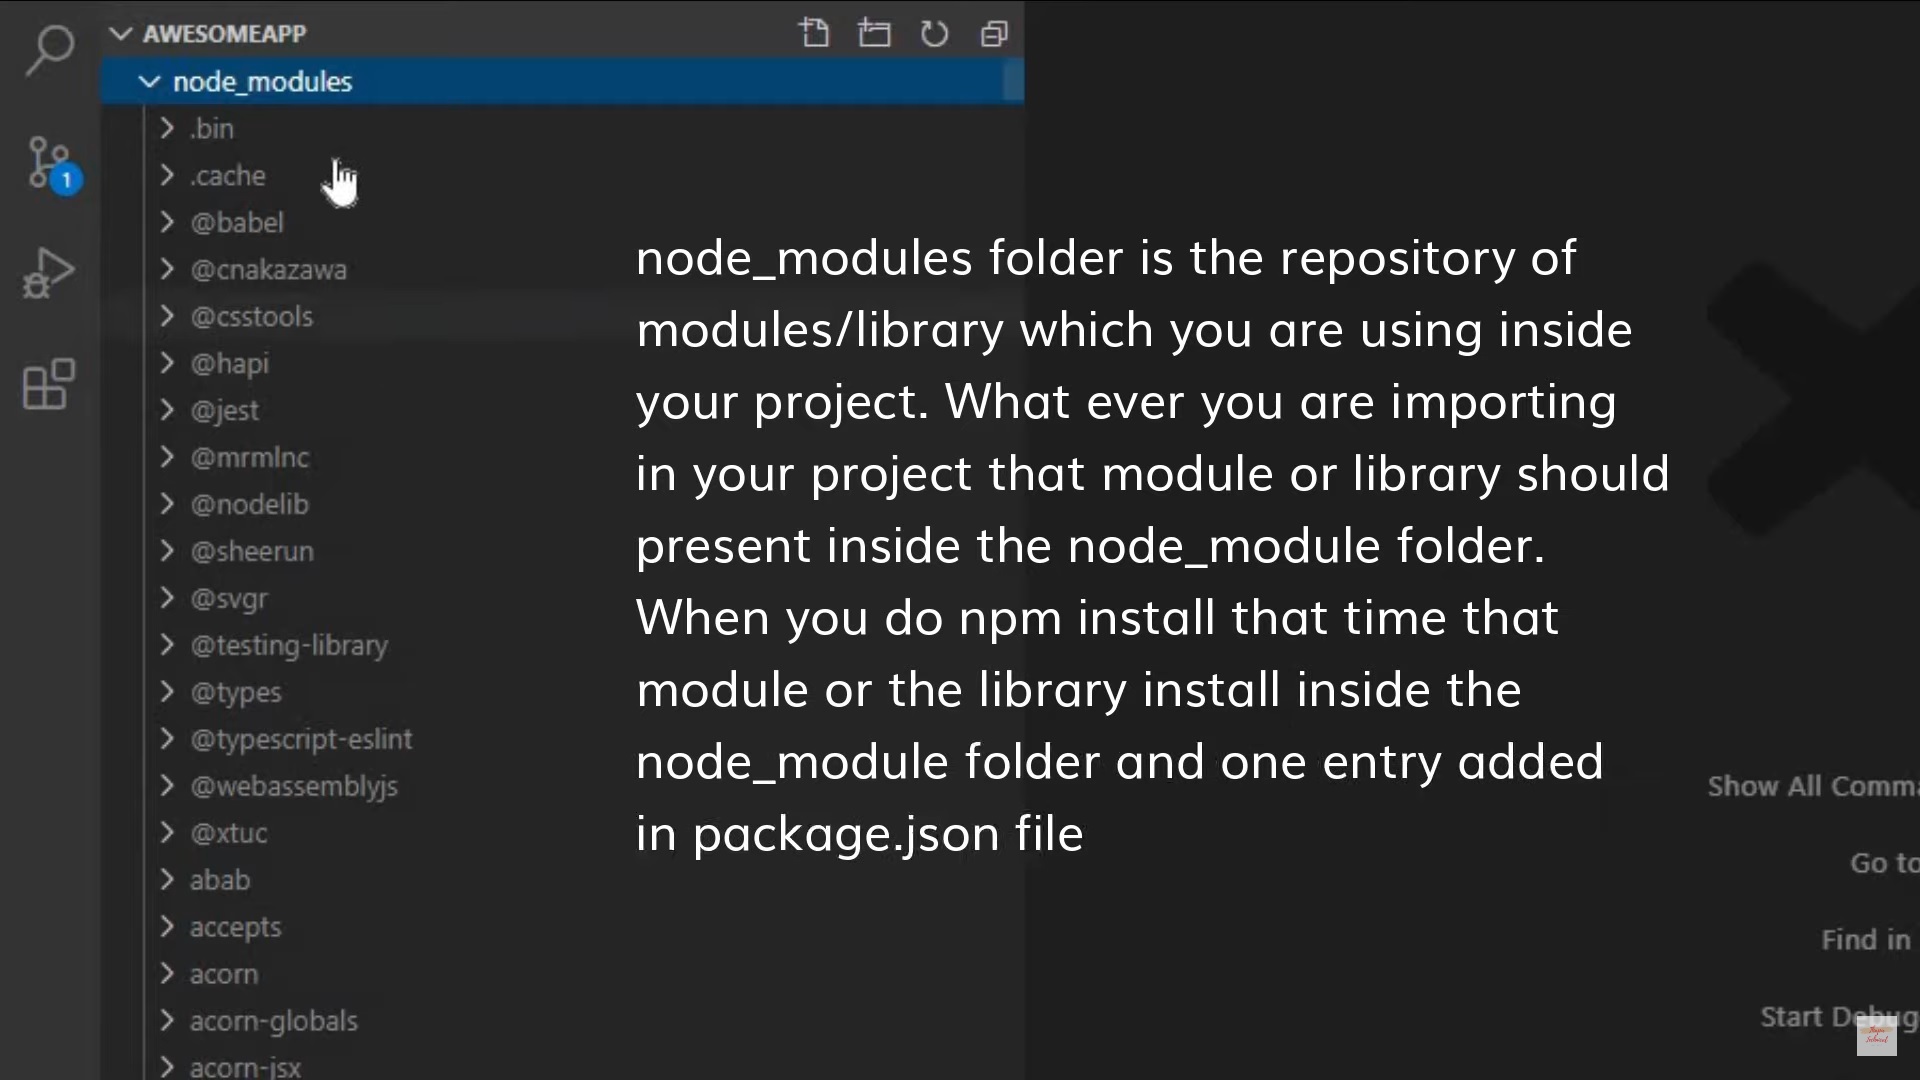 AWESOMEAPP
node_modules
.bin
.cache
1
@babel
@cnakazawa
@csstools
@hapi
@jest
@mrmlnc
@nodelib
@sheerun
@svgr
@testing-library
@types
@typescript-eslint
@webassemblyjs
@xtuc
abab
accepts
acorn
acorn-globals
acorn-jsx
node_modules folder is the repository of
modules/library which you are using inside
your project. What ever you are importing
in your project that module or library should
present inside the node_module folder.
When you do npm install that time that
module or the library install inside the
node_module folder and one entry added
in package.json file
Show All Comma
Go to
Find in
Start Debug